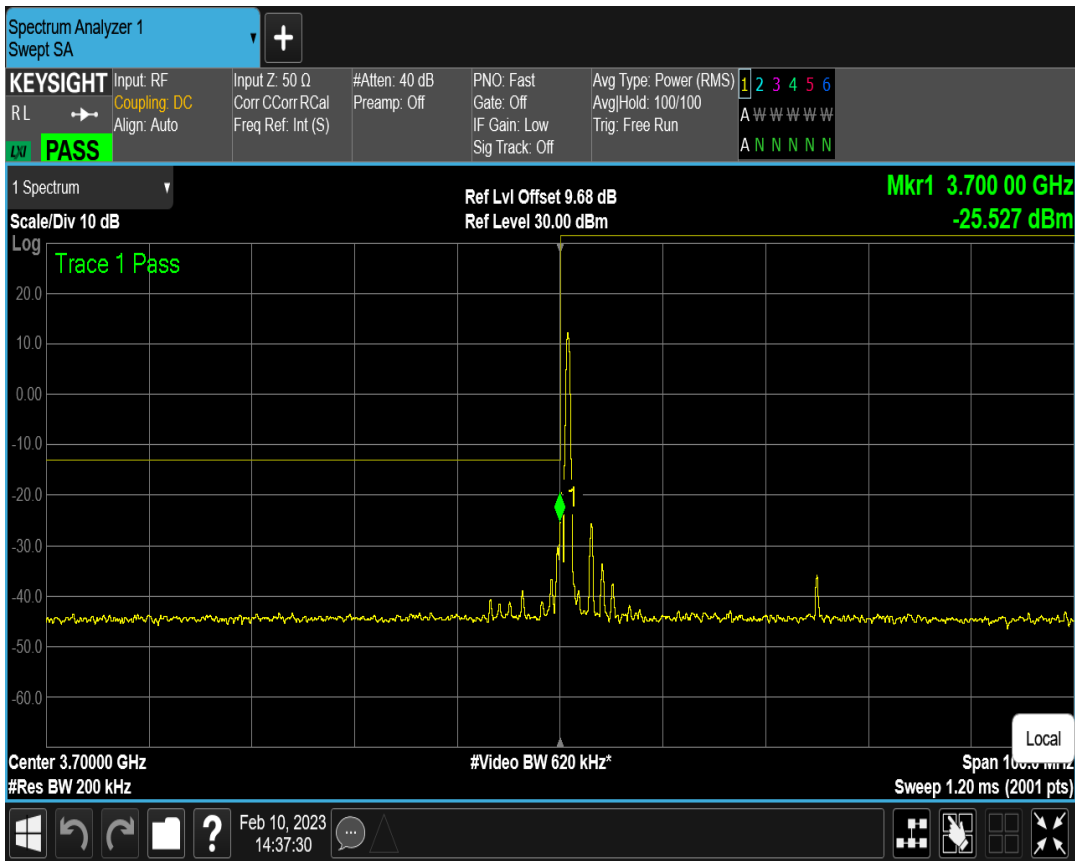 Spectrum Analyzer 1
Swept SA
KEYSIGHT
RL
LXI PASS
Input: RF
Coupling: DC
Align: Auto
Input Z: 50 Ω
Corr CCorr RCal
Freq Ref: Int (S)
#Atten: 40 dB
Preamp: Off
PNO: Fast
Gate: Off
IF Gain: Low
Sig Track: Off
Avg Type: Power (RMS)
Avg|Hold: 100/100
Trig: Free Run
1 2 3 4 5 6
A W W W W W
A N N N N N
1 Spectrum
Scale/Div 10 dB
Ref Lvl Offset 9.68 dB
Ref Level 30.00 dBm
Mkr1 3.700 00 GHz
-25.527 dBm
Log
Trace 1 Pass
20.0
10.0
0.00
-10.0
-20.0
1
-30.0
-40.0
-50.0
-60.0
Local
Center 3.70000 GHz
#Res BW 200 kHz
#Video BW 620 kHz*
Span 100.0 MHz
Sweep 1.20 ms (2001 pts)
?
Feb 10, 2023
14:37:30